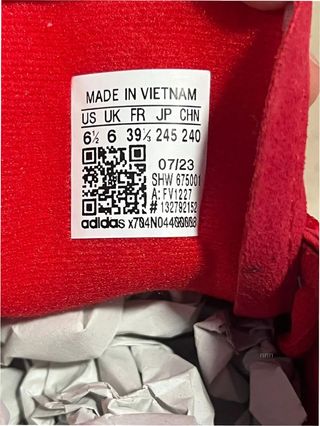 MADE IN VIETNAM
US UK FR JP CHN
6½ 6 39⅓ 245 240
07/23
SHW 675001
A: FV1227
# 132792152
adidas